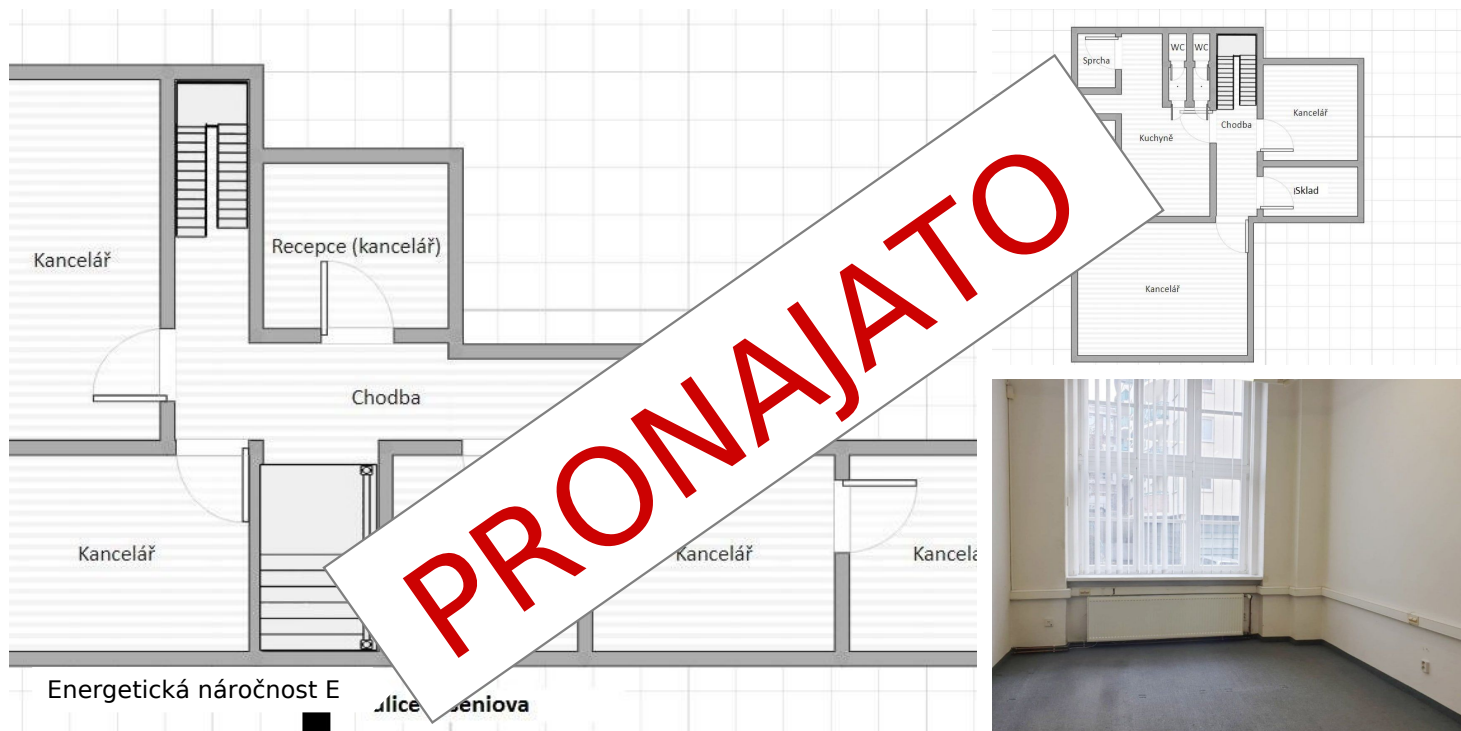 Kancelář
Recepce (kancelář)
Chodba
Kancelář
Kancelář
Energetická náročnost E
PRONAJATO
Sprcha
WC
WC
Kuchyně
Chodba
Kancelář
Sklad
Kancelář